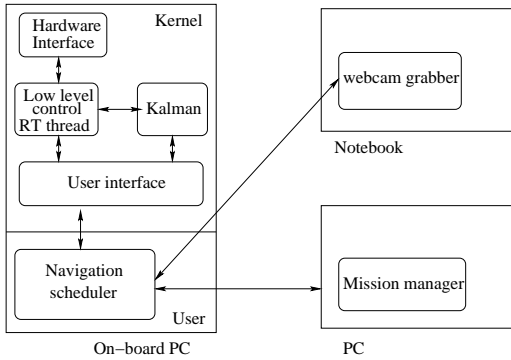 Kernel
Hardware
Interface
Low level
control
RT thread
Kalman
User interface
Navigation
scheduler
User
On−board PC
webcam grabber
Notebook
Mission manager
PC